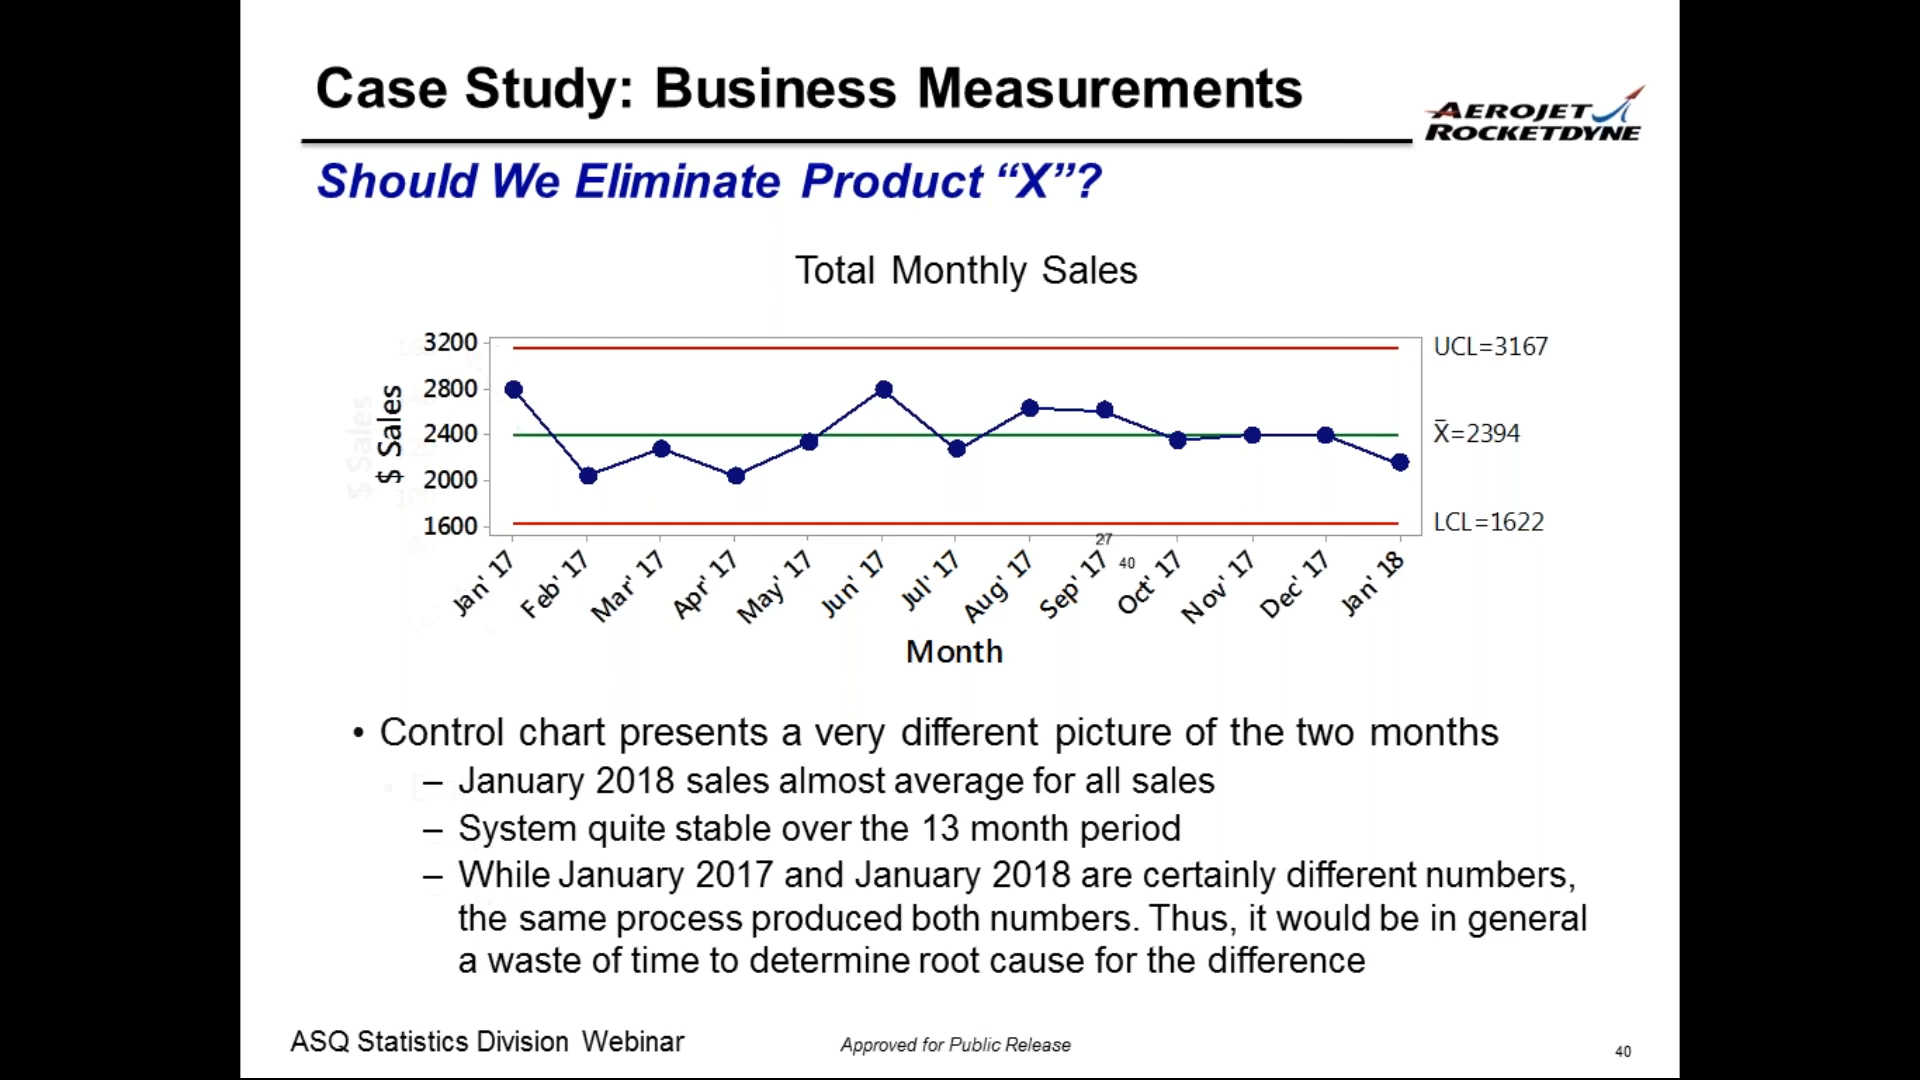 Case Study: Business Measurements
AEROJET
ROCKETDYNE
Should We Eliminate Product “X”?
Total Monthly Sales
3200
2800
2400
2000
1600
$ Sales
UCL=3167
X̄=2394
LCL=1622
27
40
Jan' 17
Feb' 17
Mar' 17
Apr' 17
May' 17
Jun' 17
Jul' 17
Aug' 17
Sep' 17
Oct' 17
Nov' 17
Dec' 17
Jan' 18
Month
• Control chart presents a very different picture of the two months
– January 2018 sales almost average for all sales
– System quite stable over the 13 month period
– While January 2017 and January 2018 are certainly different numbers,
the same process produced both numbers. Thus, it would be in general
a waste of time to determine root cause for the difference
ASQ Statistics Division Webinar
Approved for Public Release
40